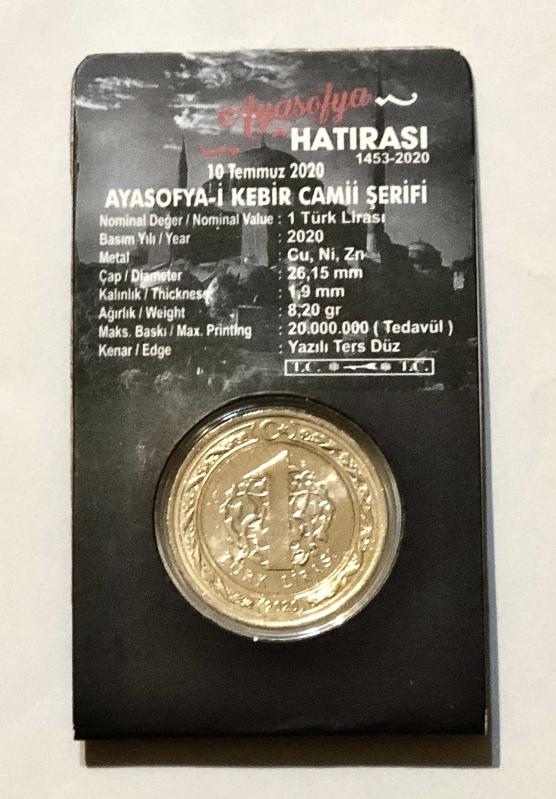 Ayasofya
HATIRASI
1453-2020
10 Temmuz 2020
AYASOFYA-İ KEBİR CAMİİ ŞERİFİ
Nominal Değer / Nominal Value : 1 Türk Lirası
Basım Yılı / Year : 2020
Metal : Cu, Ni, Zn
Çap / Diameter : 26,15 mm
Kalınlık / Thickness : 1,9 mm
Ağırlık / Weight : 8,20 gr
Maks. Baskı / Max. Printing : 20.000.000 ( Tedavül )
Kenar / Edge : Yazılı Ters Düz
T.C. T.C.
1
TÜRK LİRASI
2020